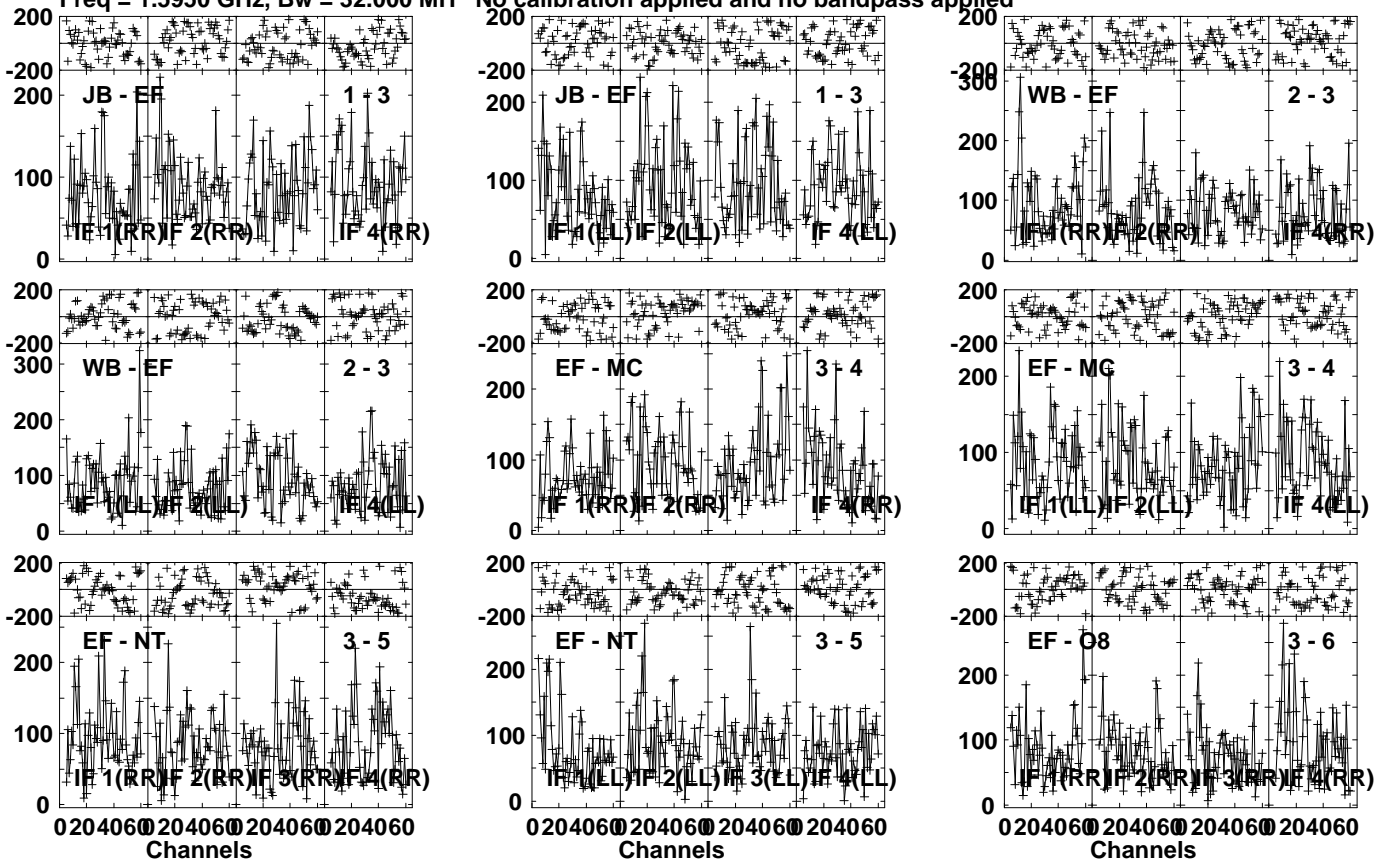 Freq = 1.5950 GHz, Bw = 32.000 MH No calibration applied and no bandpass applied
200
-200
200
100
0
JB - EF 1 - 3
IF 1(RR) IF 2(RR) IF 4(RR)
200
-200
200
100
0
JB - EF 1 - 3
IF 1(LL) IF 2(LL) IF 4(LL)
200
-200
300
200
100
0
WB - EF 2 - 3
IF 1(RR) IF 2(RR) IF 4(RR)
200
-200
300
200
100
0
WB - EF 2 - 3
IF 1(LL) IF 2(LL) IF 4(LL)
200
-200
200
100
0
EF - MC 3 - 4
IF 1(RR) IF 2(RR) IF 4(RR)
200
-200
200
100
0
EF - MC 3 - 4
IF 1(LL) IF 2(LL) IF 4(LL)
200
-200
200
100
0
EF - NT 3 - 5
IF 1(RR) IF 2(RR) IF 3(RR) IF 4(RR)
0 20 40 60 0 20 40 60 0 20 40 60 0 20 40 60
Channels
200
-200
200
100
0
EF - NT 3 - 5
IF 1(LL) IF 2(LL) IF 3(LL) IF 4(LL)
0 20 40 60 0 20 40 60 0 20 40 60 0 20 40 60
Channels
200
-200
200
100
0
EF - O8 3 - 6
IF 1(RR) IF 2(RR) IF 3(RR) IF 4(RR)
0 20 40 60 0 20 40 60 0 20 40 60 0 20 40 60
Channels